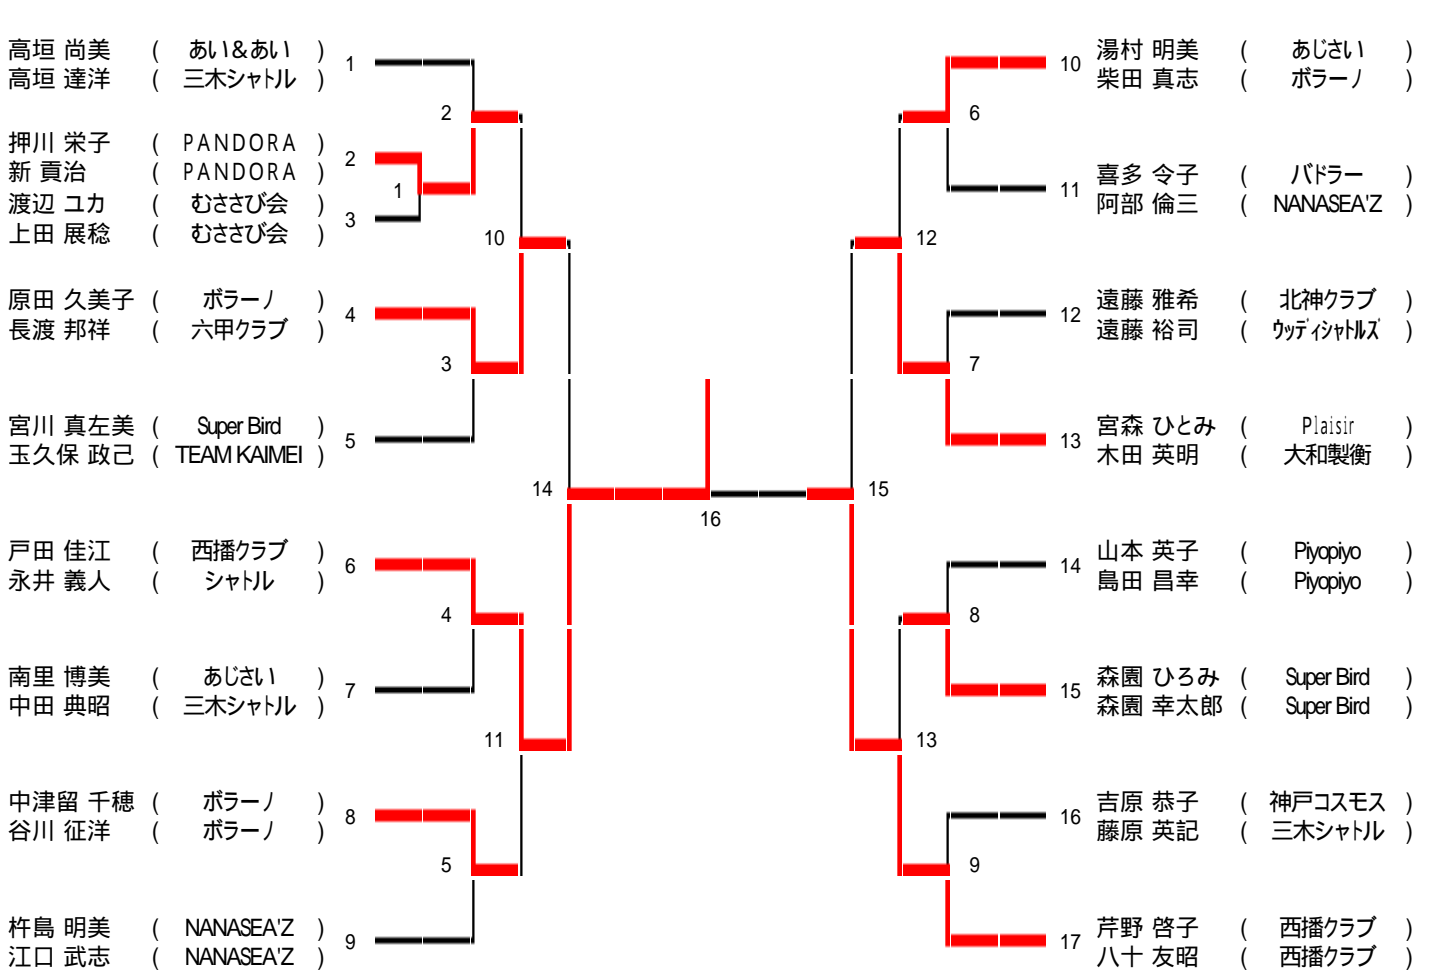 高垣 尚美 ( あい&あい ) 1
高垣 達洋 ( 三木シャトル )
2
押川 栄子 ( PANDORA ) 2
新 貢治 ( PANDORA )
1
渡辺 ユカ ( むささび会 ) 3
上田 展稔 ( むささび会 )
10
原田 久美子 ( ボラーノ ) 4
長渡 邦祥 ( 六甲クラブ )
3
宮川 真左美 ( Super Bird ) 5
玉久保 政己 ( TEAM KAIMEI )
14
戸田 佳江 ( 西播クラブ ) 6
永井 義人 ( シャトル )
4
南里 博美 ( あじさい ) 7
中田 典昭 ( 三木シャトル )
11
中津留 千穂 ( ボラーノ ) 8
谷川 征洋 ( ボラーノ )
5
杵島 明美 ( NANASEA'Z ) 9
江口 武志 ( NANASEA'Z )
16
10 湯村 明美 ( あじさい )
柴田 真志 ( ボラーノ )
6
11 喜多 令子 ( バドラー )
阿部 倫三 ( NANASEA'Z )
12
12 遠藤 雅希 ( 北神クラブ )
遠藤 裕司 ( ウッディシャトルズ )
7
13 宮森 ひとみ ( Plaisir )
木田 英明 ( 大和製衡 )
15
14 山本 英子 ( Piyopiyo )
島田 昌幸 ( Piyopiyo )
8
15 森園 ひろみ ( Super Bird )
森園 幸太郎 ( Super Bird )
13
16 吉原 恭子 ( 神戸コスモス )
藤原 英記 ( 三木シャトル )
9
17 芹野 啓子 ( 西播クラブ )
八十 友昭 ( 西播クラブ )